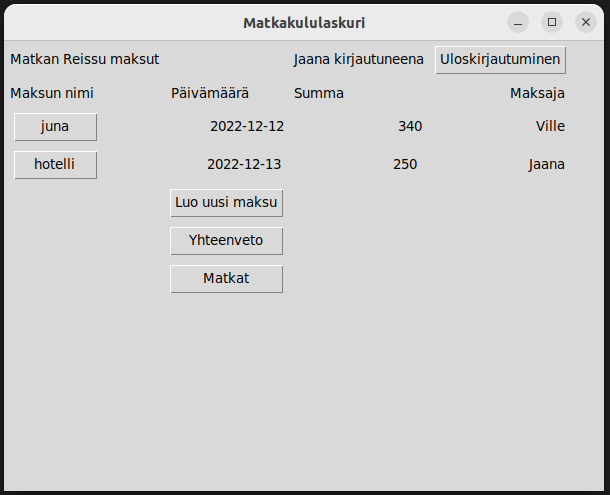 Matkakululaskuri
Matkan Reissu maksut Jaana kirjautuneena Uloskirjautuminen
Maksun nimi Päivämäärä Summa Maksaja
juna 2022-12-12 340 Ville
hotelli 2022-12-13 250 Jaana
Luo uusi maksu
Yhteenveto
Matkat